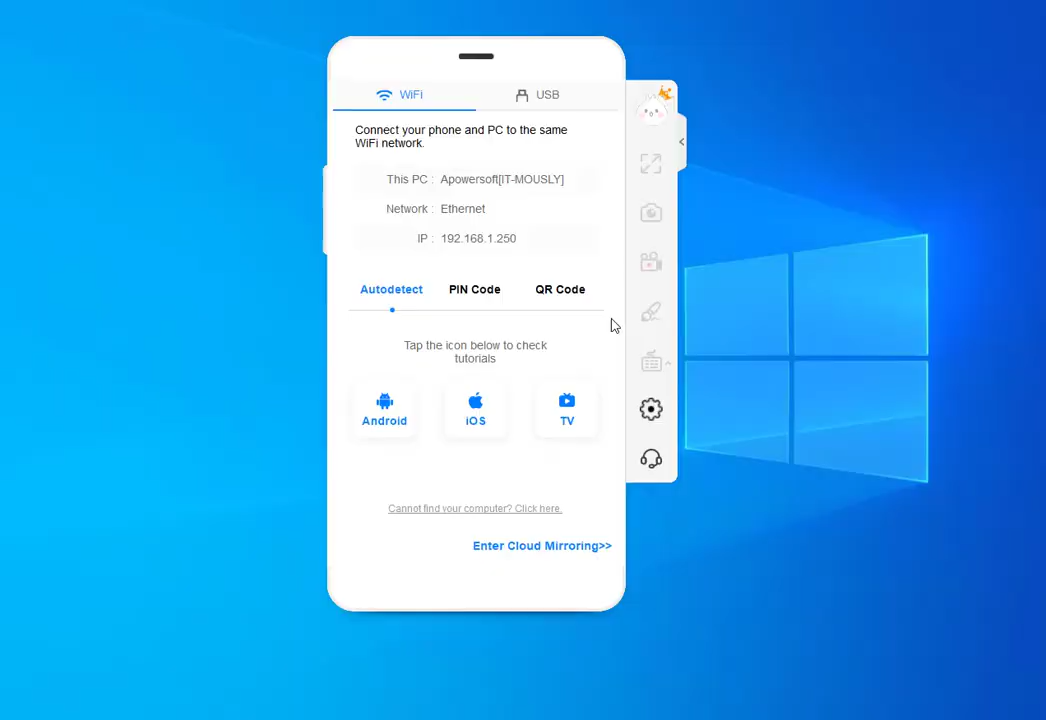 WiFi
USB
Connect your phone and PC to the same
WiFi network.
This PC : Apowersoft[IT-MOUSLY]
Network : Ethernet
IP : 192.168.1.250
Autodetect
PIN Code
QR Code
Tap the icon below to check
tutorials
Android
iOS
TV
Cannot find your computer? Click here.
Enter Cloud Mirroring>>